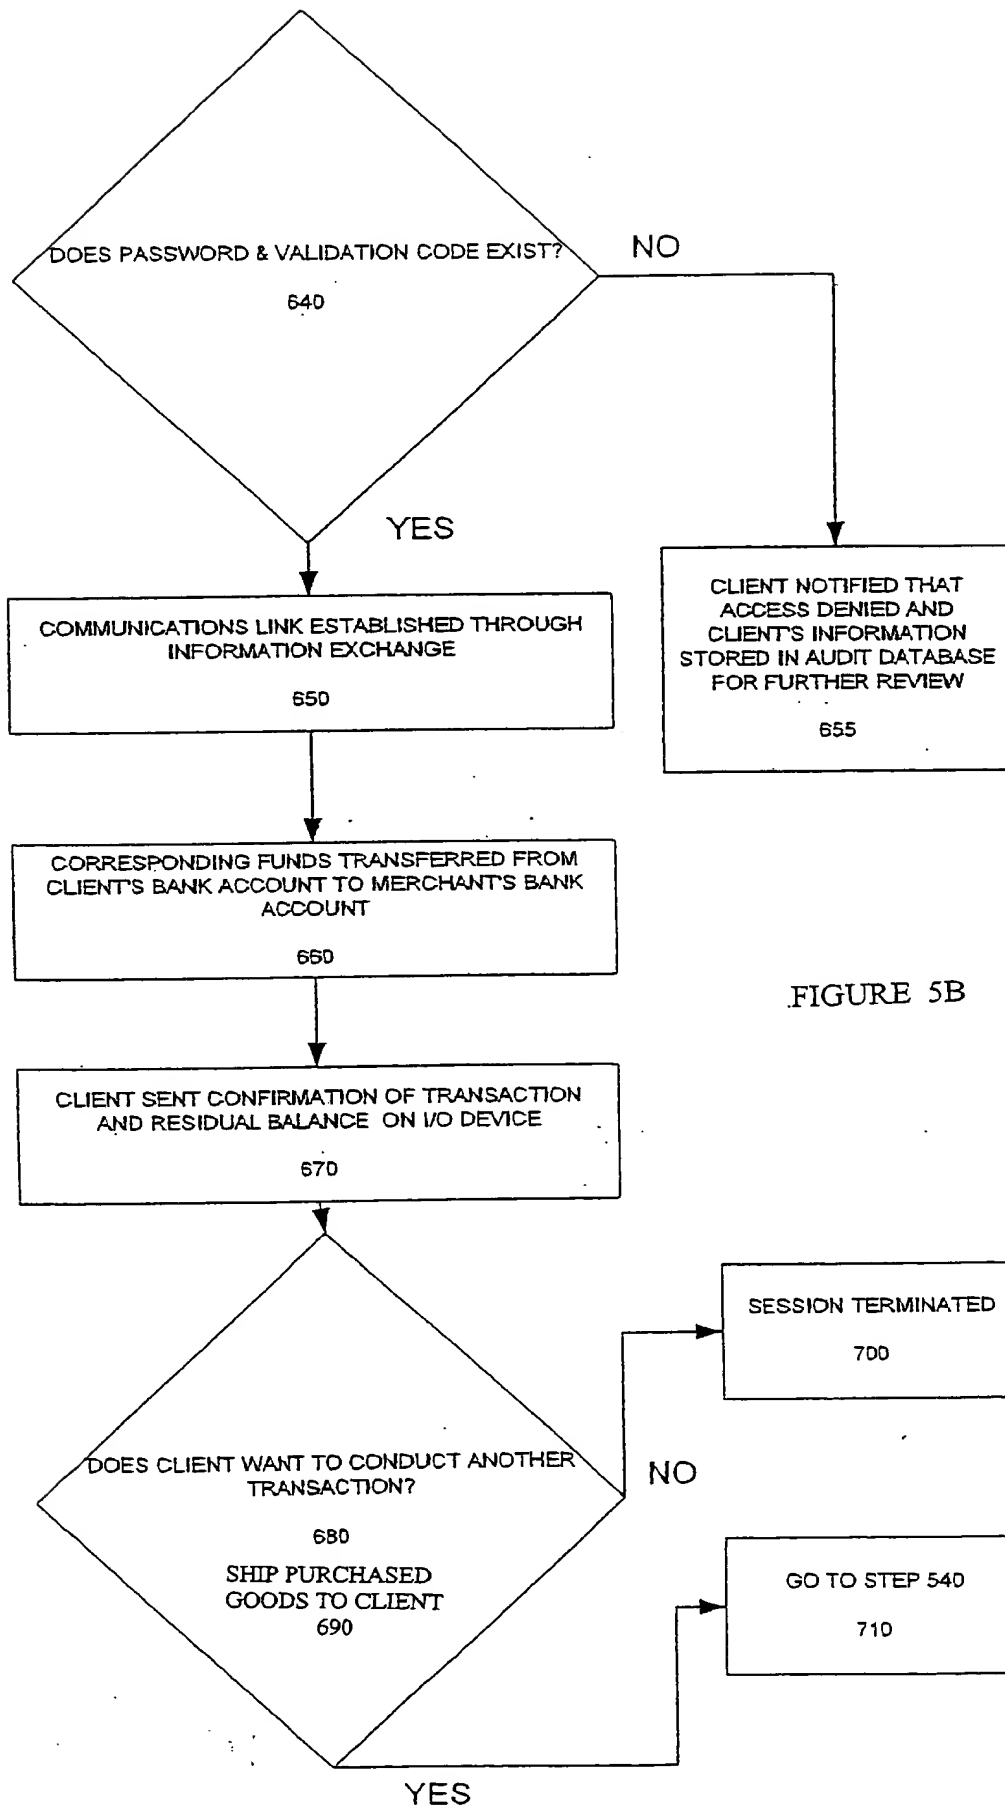 DOES PASSWORD & VALIDATION CODE EXIST?
640
NO
YES
COMMUNICATIONS LINK ESTABLISHED THROUGH
INFORMATION EXCHANGE
650
CLIENT NOTIFIED THAT
ACCESS DENIED AND
CLIENT'S INFORMATION
STORED IN AUDIT DATABASE
FOR FURTHER REVIEW
655
CORRESPONDING FUNDS TRANSFERRED FROM
CLIENT'S BANK ACCOUNT TO MERCHANT'S BANK
ACCOUNT
660
FIGURE 5B
CLIENT SENT CONFIRMATION OF TRANSACTION
AND RESIDUAL BALANCE ON I/O DEVICE
670
SESSION TERMINATED
700
DOES CLIENT WANT TO CONDUCT ANOTHER
TRANSACTION?
680
SHIP PURCHASED
GOODS TO CLIENT
690
NO
GO TO STEP 540
710
YES